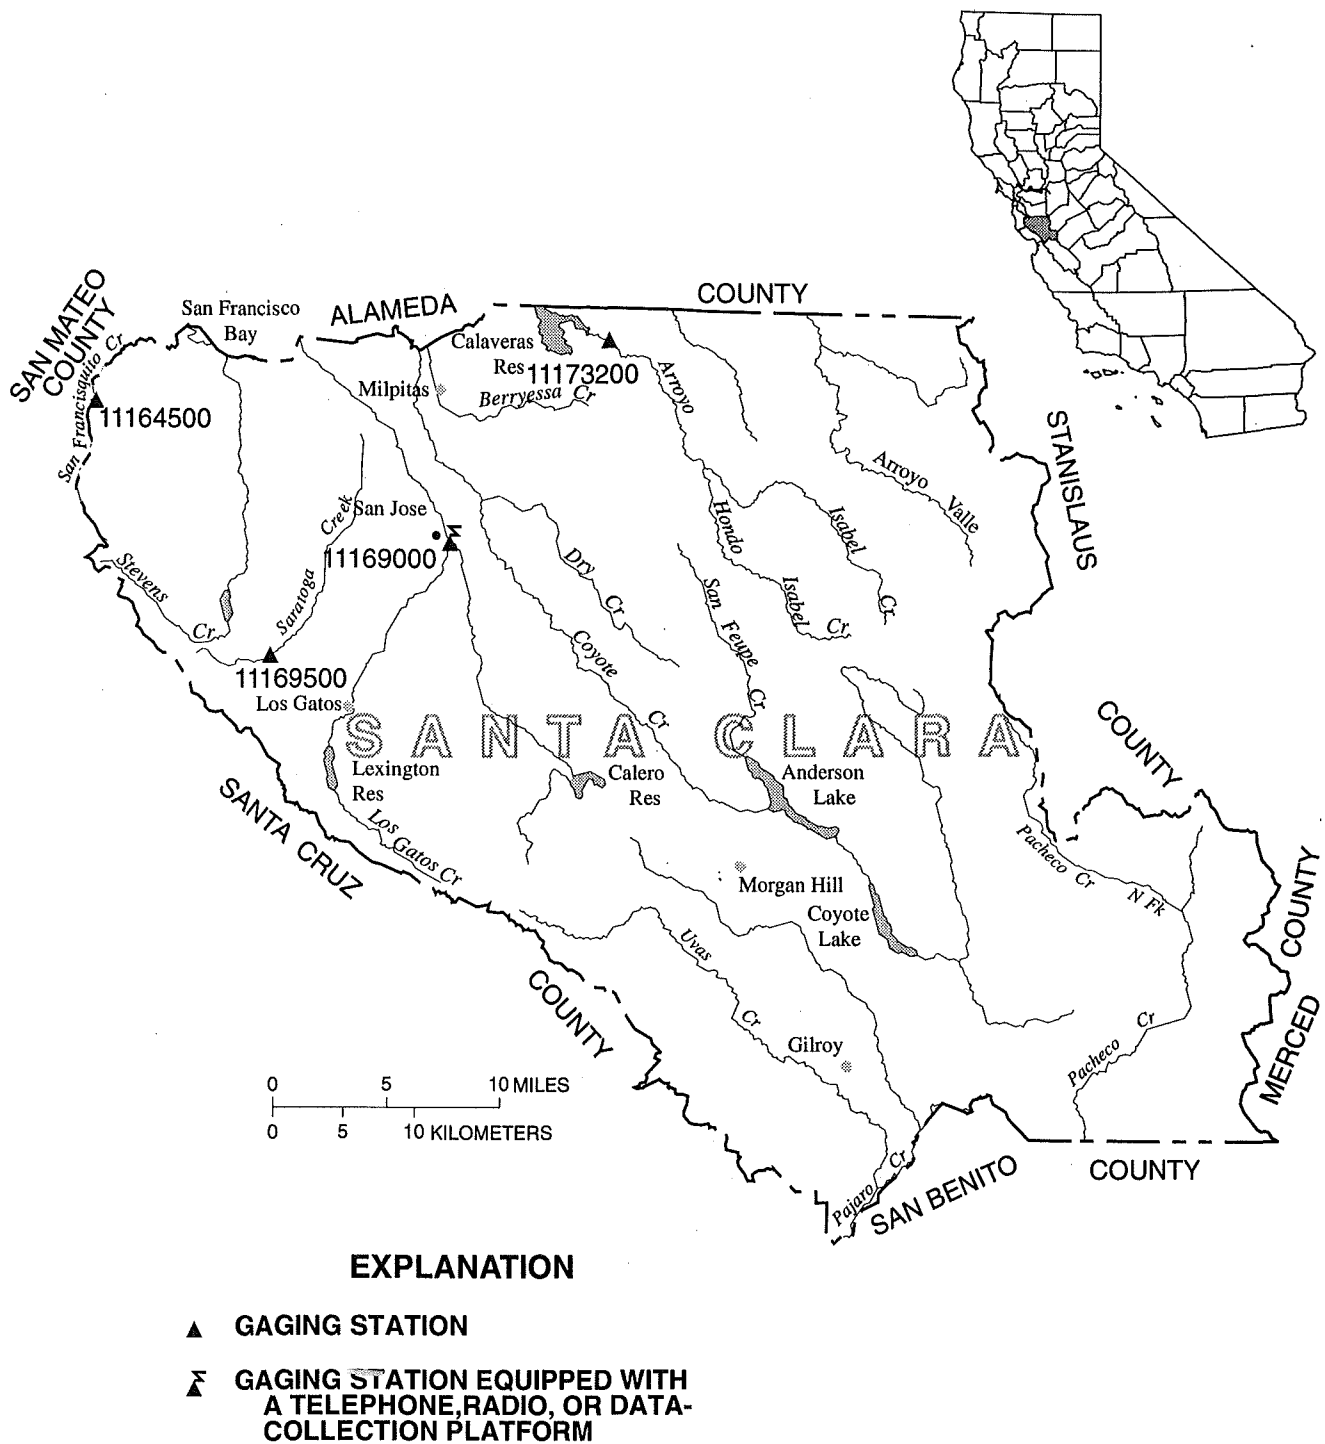 SAN MATEO
COUNTY
San Francisquito Cr
San Francisco
Bay
ALAMEDA
COUNTY
Calaveras
Res
11173200
Milpitas
Berryessa Cr
11164500
Arroyo
Hondo
Arroyo
Valle
STANISLAUS
COUNTY
San Jose
11169000
Saratoga
Creek
Stevens
Cr
Dry
Cr
Isabel
Cr
Isabel
Cr
San
Feupe
Cr
11169500
Los Gatos
Coyote
Cr
SANTA CLARA
Lexington
Res
Calero
Res
Anderson
Lake
SANTA CRUZ
COUNTY
Los
Gatos Cr
Morgan Hill
Coyote
Lake
Pacheco Cr
N Fk
Uvas
Cr
Gilroy
Pacheco
Cr
MERCED
COUNTY
Pajaro
Cr
SAN BENITO
COUNTY
0 5 10 MILES
0 5 10 KILOMETERS
EXPLANATION
GAGING STATION
GAGING STATION EQUIPPED WITH
A TELEPHONE,RADIO, OR DATA-
COLLECTION PLATFORM